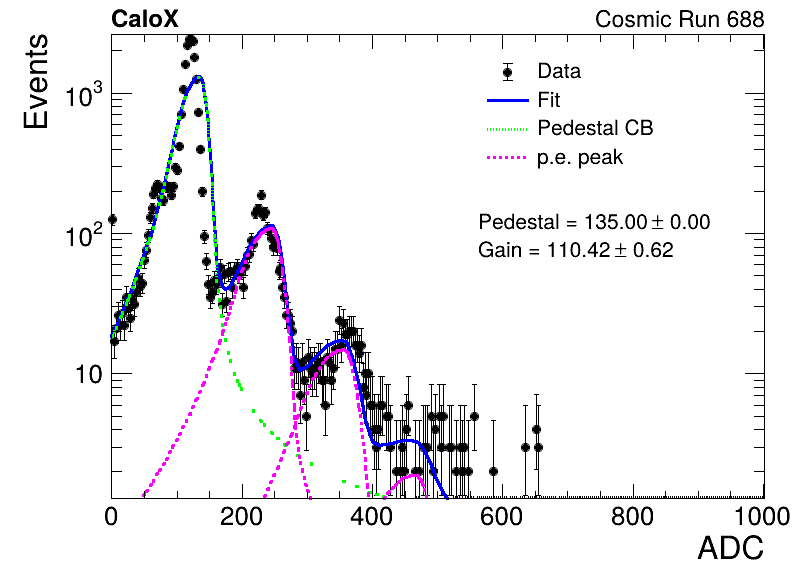 CaloX Cosmic Run 688
Events
Data
Fit
Pedestal CB
p.e. peak
Pedestal = 135.00 ± 0.00
Gain = 110.42 ± 0.62
10³
10²
10
0 200 400 600 800 1000
ADC